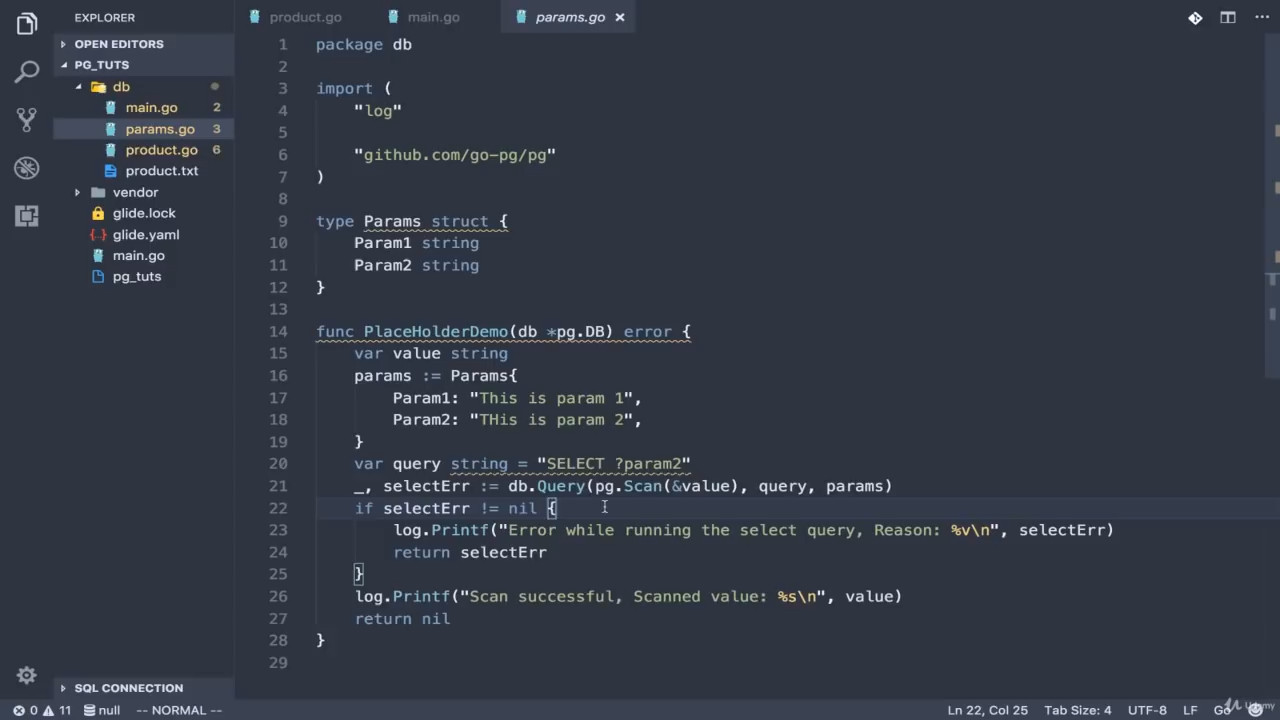 EXPLORER
OPEN EDITORS
PG_TUTS
db
main.go 2
params.go 3
product.go 6
product.txt
vendor
glide.lock
glide.yaml
main.go
pg_tuts
SQL CONNECTION
product.go main.go params.go ×
1 package db
2
3 import (
4 "log"
5
6 "github.com/go-pg/pg"
7 )
8
9 type Params struct {
10 Param1 string
11 Param2 string
12 }
13
14 func PlaceHolderDemo(db *pg.DB) error {
15 var value string
16 params := Params{
17 Param1: "This is param 1",
18 Param2: "THis is param 2",
19 }
20 var query string = "SELECT ?param2"
21 _, selectErr := db.Query(pg.Scan(&value), query, params)
22 if selectErr != nil {
23 log.Printf("Error while running the select query, Reason: %v\n", selectErr)
24 return selectErr
25 }
26 log.Printf("Scan successful, Scanned value: %s\n", value)
27 return nil
28 }
29
0 11 null -- NORMAL -- Ln 22, Col 25 Tab Size: 4 UTF-8 LF Go
Udemy